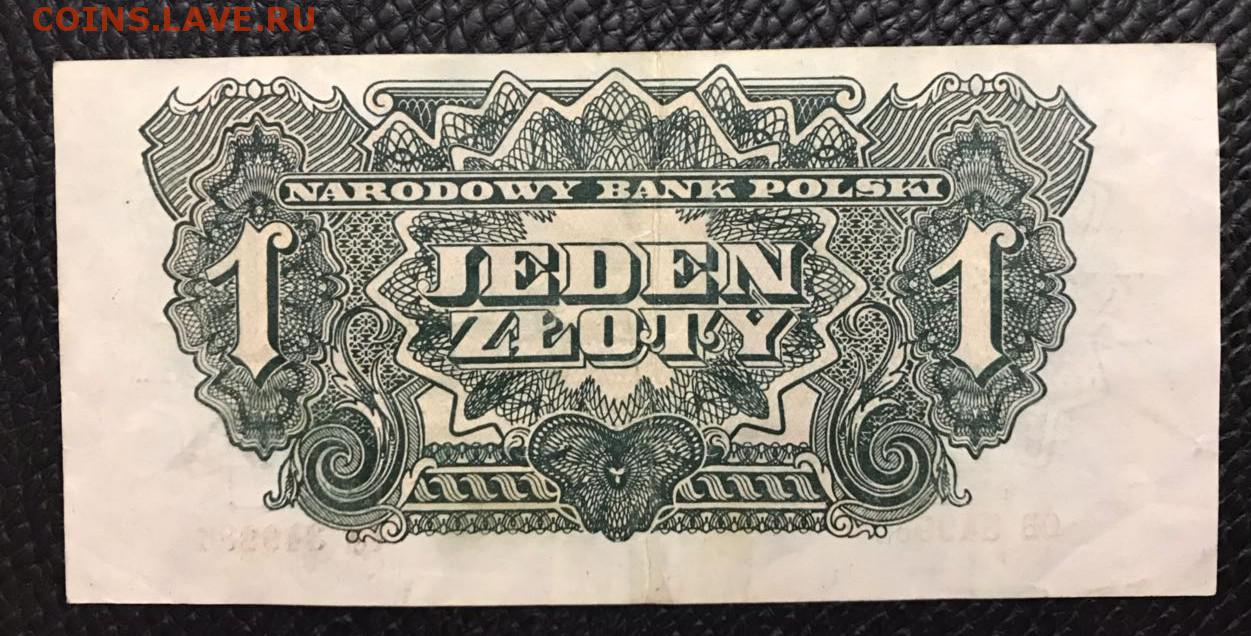 COINS.LAVE.RU
NARODOWY BANK POLSKI
1 JEDEN 1
ZŁOTY